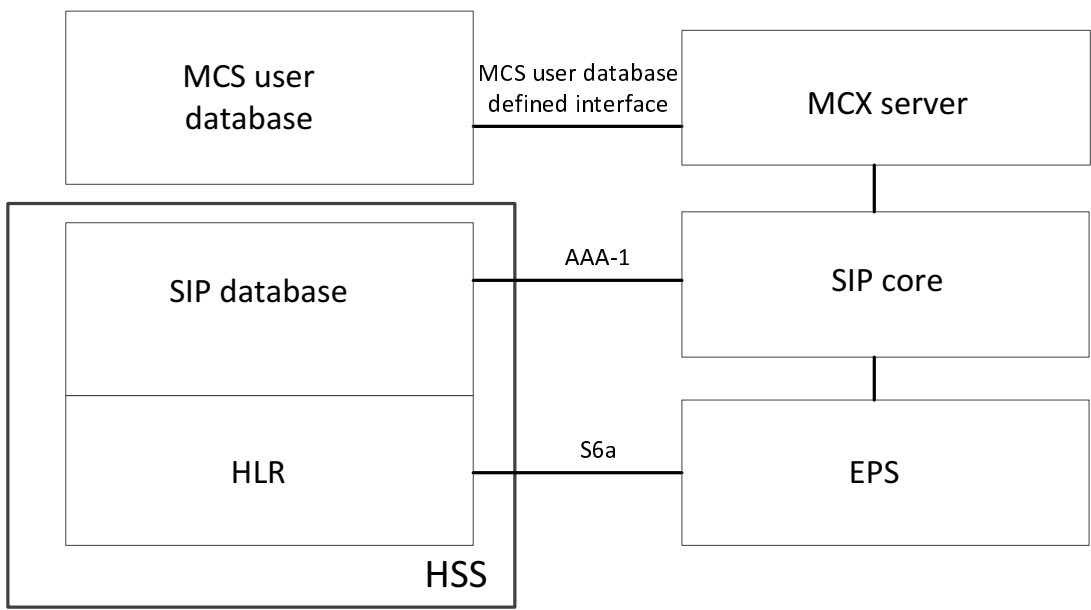 MCS user
database
MCS user database
defined interface
MCX server
SIP database
AAA-1
SIP core
HLR
S6a
EPS
HSS